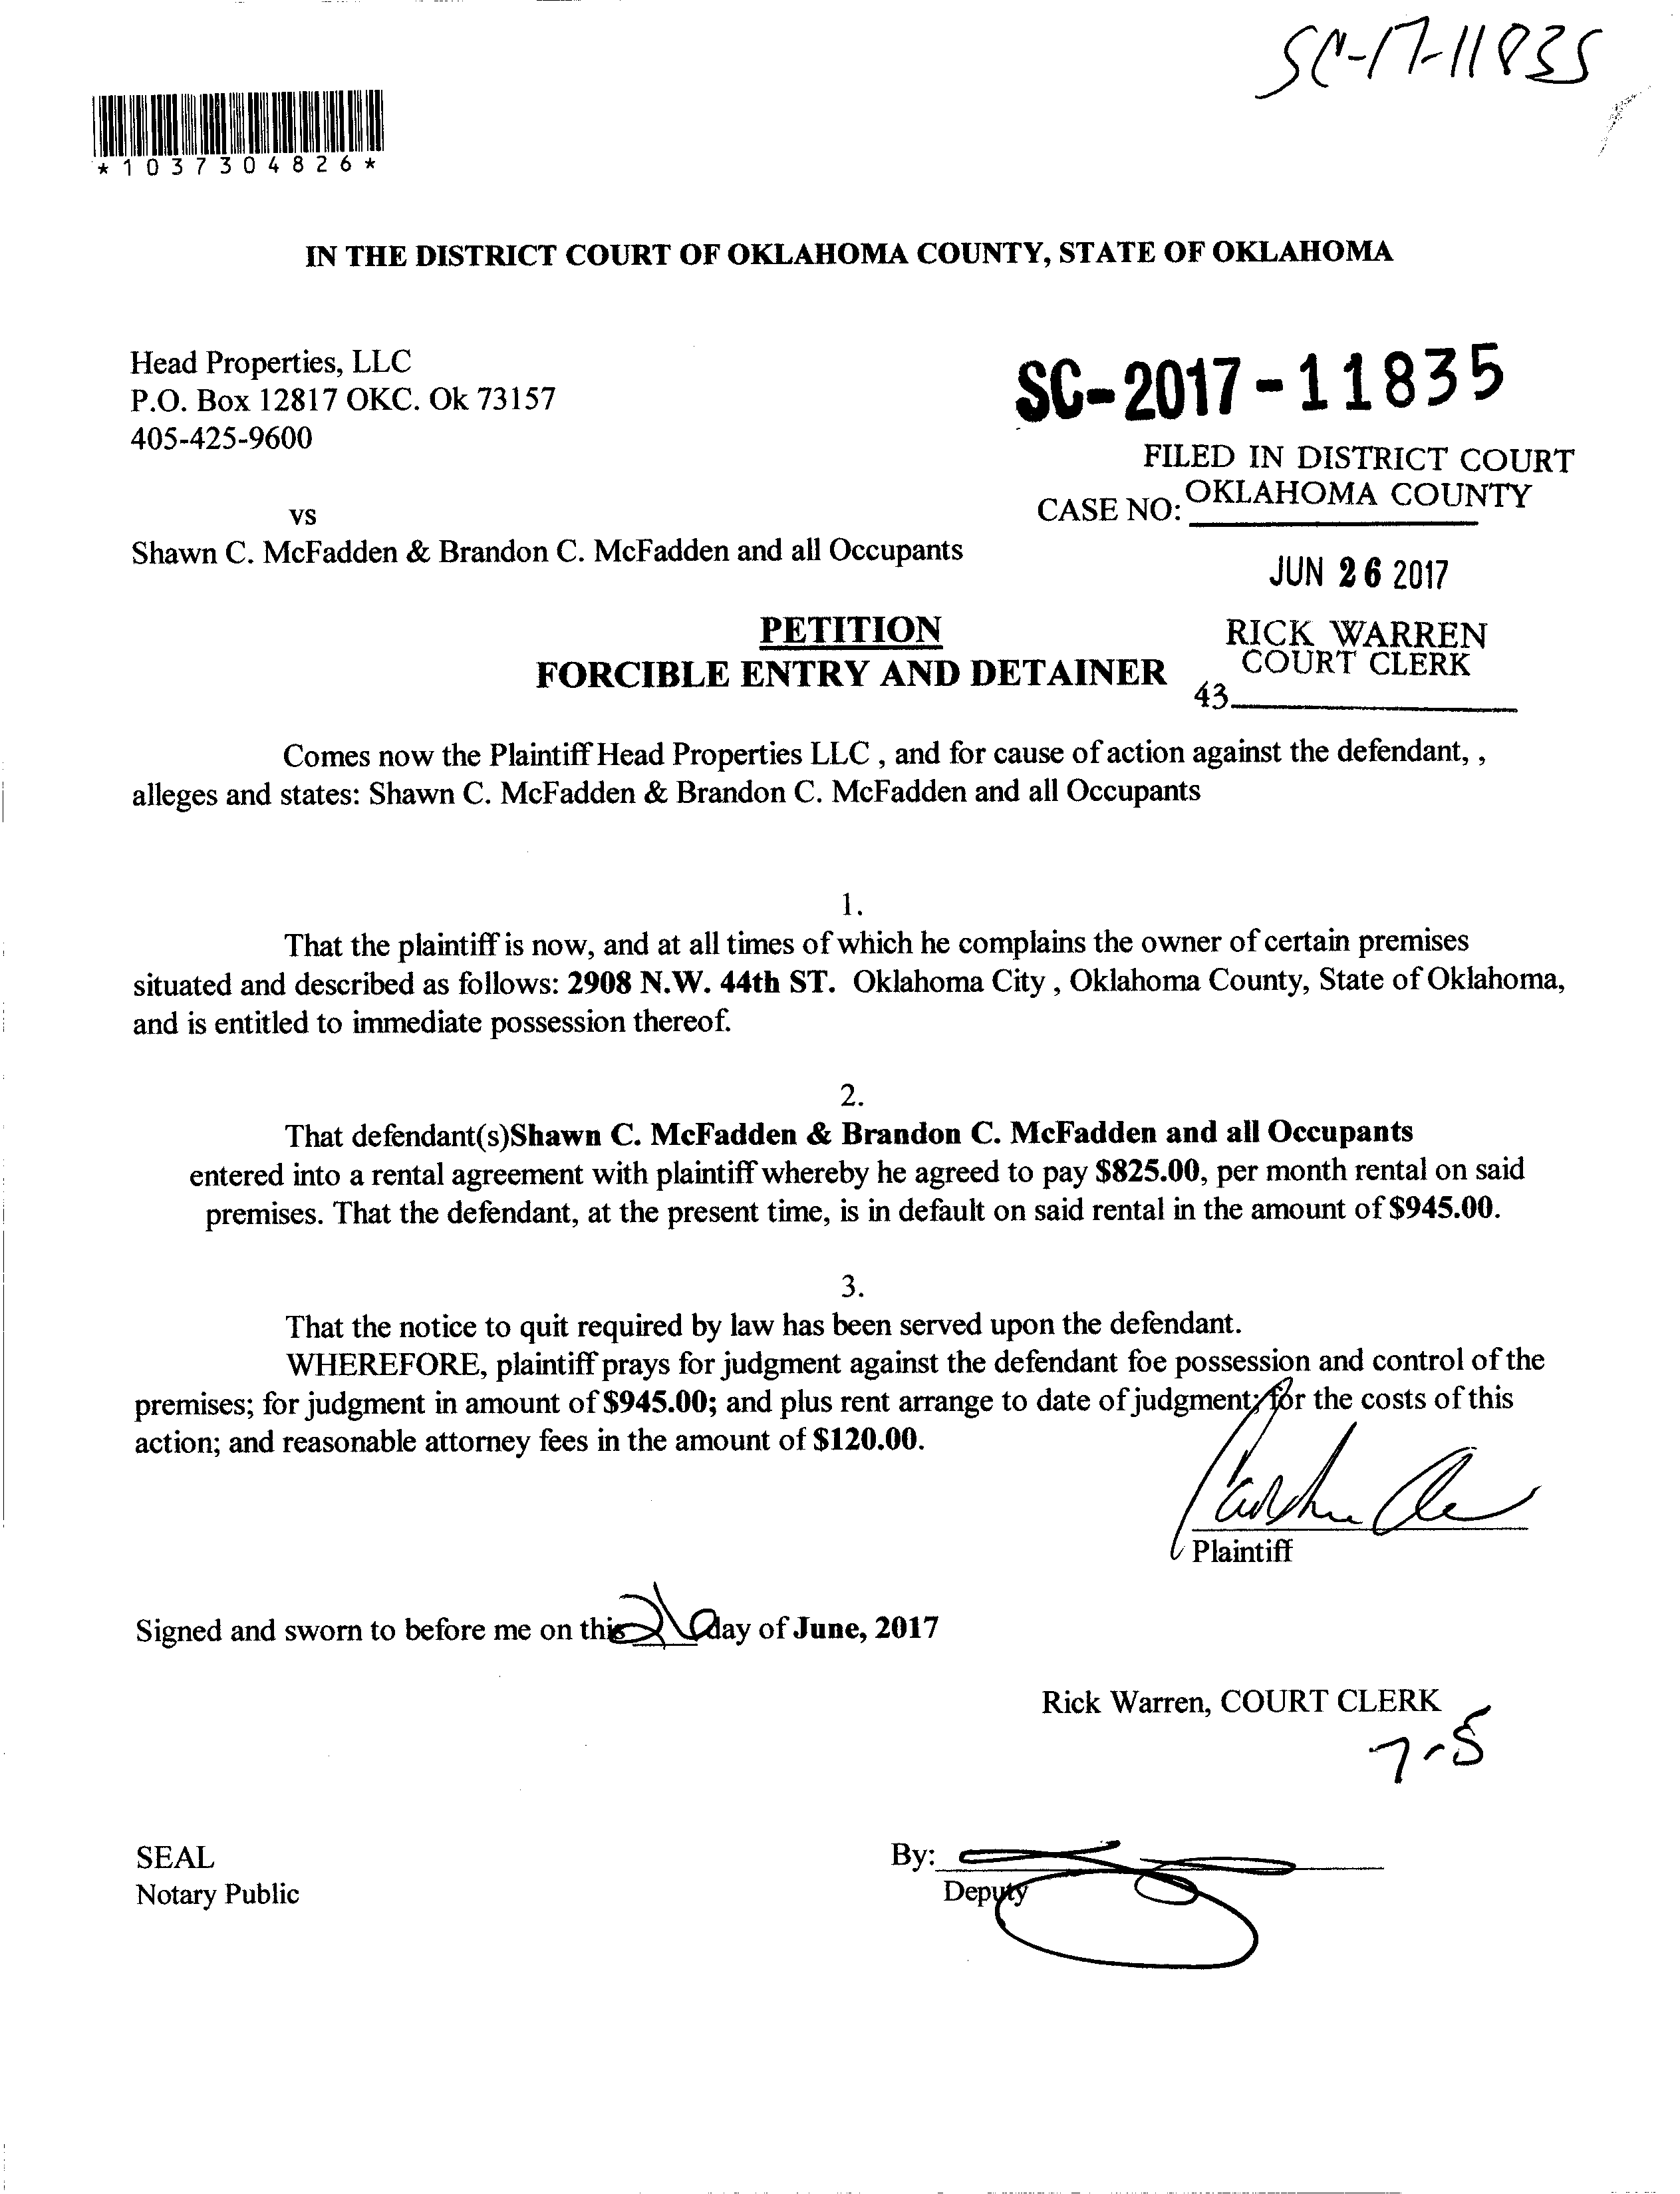 SC-17-11835
*1037304826*
IN THE DISTRICT COURT OF OKLAHOMA COUNTY, STATE OF OKLAHOMA
Head Properties, LLC
P.O. Box 12817 OKC. Ok 73157
405-425-9600
SC-2017-11835
FILED IN DISTRICT COURT
OKLAHOMA COUNTY
CASE NO:
vs
Shawn C. McFadden & Brandon C. McFadden and all Occupants
JUN 26 2017
PETITION
FORCIBLE ENTRY AND DETAINER
RICK WARREN
COURT CLERK
43
Comes now the Plaintiff Head Properties LLC , and for cause of action against the defendant, ,
alleges and states: Shawn C. McFadden & Brandon C. McFadden and all Occupants
1.
That the plaintiff is now, and at all times of which he complains the owner of certain premises
situated and described as follows: 2908 N.W. 44th ST. Oklahoma City , Oklahoma County, State of Oklahoma,
and is entitled to immediate possession thereof.
2.
That defendant(s)Shawn C. McFadden & Brandon C. McFadden and all Occupants
entered into a rental agreement with plaintiff whereby he agreed to pay $825.00, per month rental on said
premises. That the defendant, at the present time, is in default on said rental in the amount of $945.00.
3.
That the notice to quit required by law has been served upon the defendant.
WHEREFORE, plaintiff prays for judgment against the defendant foe possession and control of the
premises; for judgment in amount of $945.00; and plus rent arrange to date of judgment; for the costs of this
action; and reasonable attorney fees in the amount of $120.00.
Plaintiff
Signed and sworn to before me on this 26 day of June, 2017
Rick Warren, COURT CLERK
7-5
SEAL
Notary Public
By:
Deputy